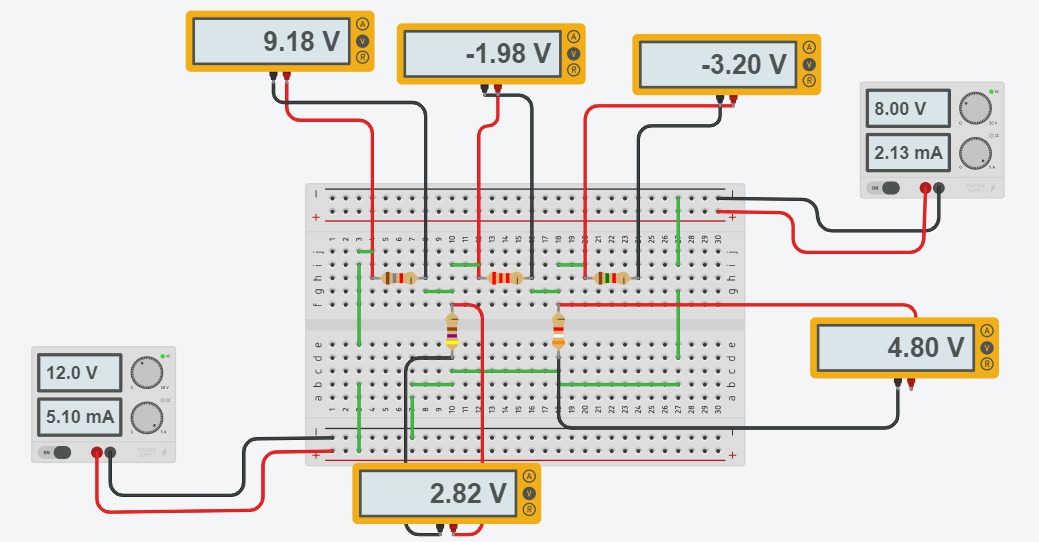 9.18 V
A
V
R
-1.98 V
A
V
R
-3.20 V
A
V
R
8.00 V
2.13 mA
ON
VOLTAGE
SUPPLY
1 2 3 4 5 6 7 8 9 10 11 12 13 14 15 16 17 18 19 20 21 22 23 24 25 26 27 28 29 30
j j
i i
h h
g g
f f
e e
d d
c c
b b
a a
1 2 3 4 5 6 7 8 9 10 11 12 13 14 15 16 17 18 19 20 21 22 23 24 25 26 27 28 29 30
4.80 V
A
V
R
12.0 V
5.10 mA
ON
VOLTAGE
SUPPLY
2.82 V
A
V
R